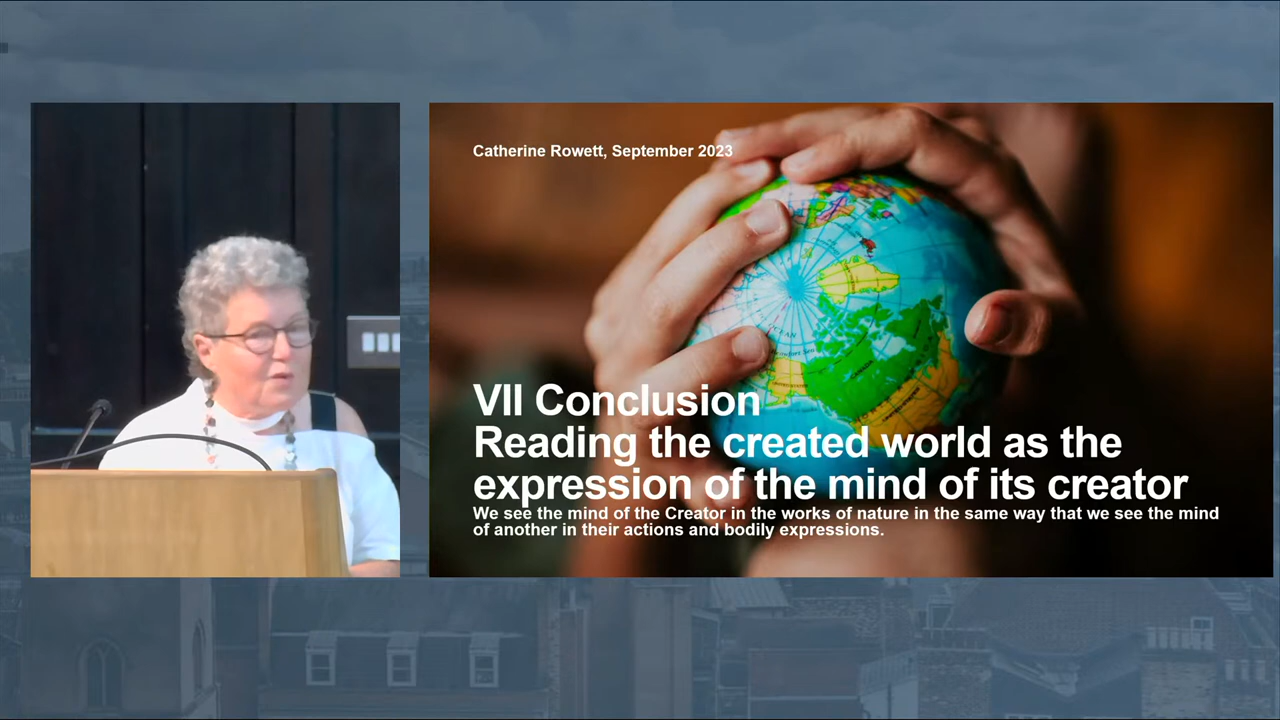 Catherine Rowett, September 2023
VII Conclusion
Reading the created world as the
expression of the mind of its creator
We see the mind of the Creator in the works of nature in the same way that we see the mind
of another in their actions and bodily expressions.